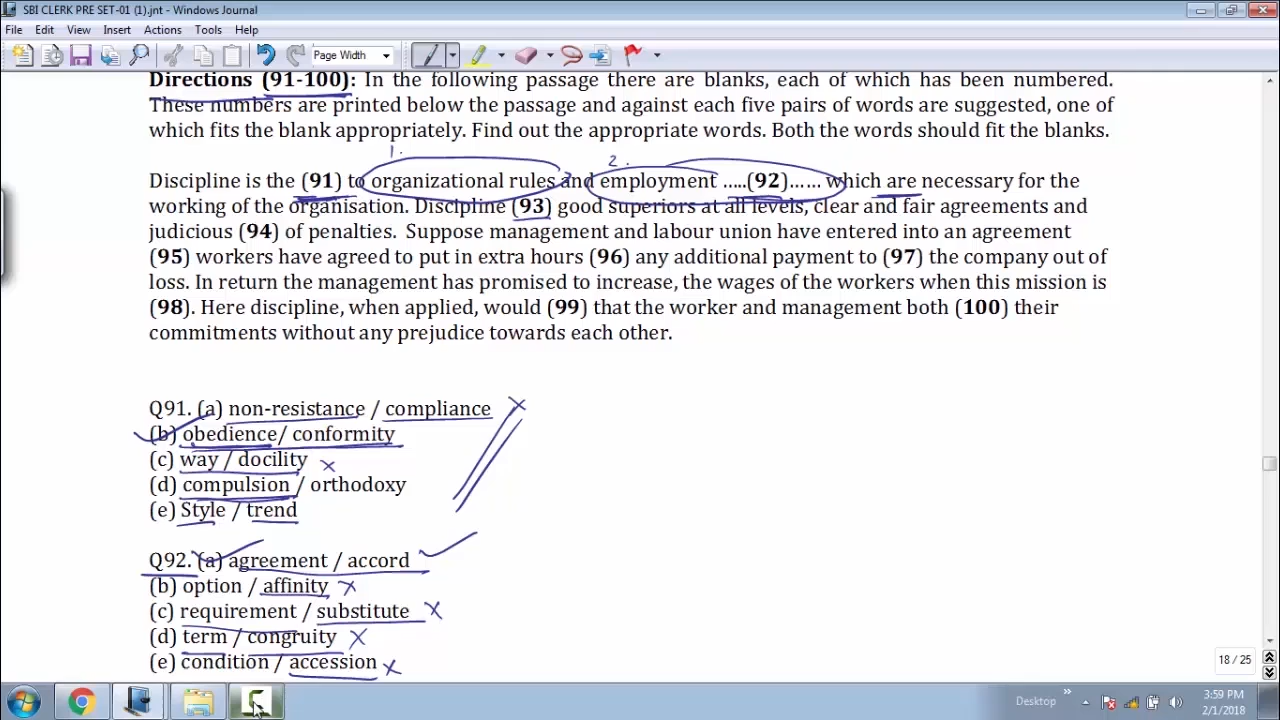 SBI CLERK PRE SET-01 (1).jnt - Windows Journal
File Edit View Insert Actions Tools Help
Page Width
Directions (91-100): In the following passage there are blanks, each of which has been numbered.
These numbers are printed below the passage and against each five pairs of words are suggested, one of
which fits the blank appropriately. Find out the appropriate words. Both the words should fit the blanks.
1. 2.
Discipline is the (91) to organizational rules and employment .....(92)...... which are necessary for the
working of the organisation. Discipline (93) good superiors at all levels, clear and fair agreements and
judicious (94) of penalties. Suppose management and labour union have entered into an agreement
(95) workers have agreed to put in extra hours (96) any additional payment to (97) the company out of
loss. In return the management has promised to increase, the wages of the workers when this mission is
(98). Here discipline, when applied, would (99) that the worker and management both (100) their
commitments without any prejudice towards each other.
Q91. (a) non-resistance / compliance
(b) obedience/ conformity
(c) way / docility
(d) compulsion / orthodoxy
(e) Style / trend
Q92. (a) agreement / accord
(b) option / affinity
(c) requirement / substitute
(d) term / congruity
(e) condition / accession
18 / 25
Desktop
3:59 PM
2/1/2018